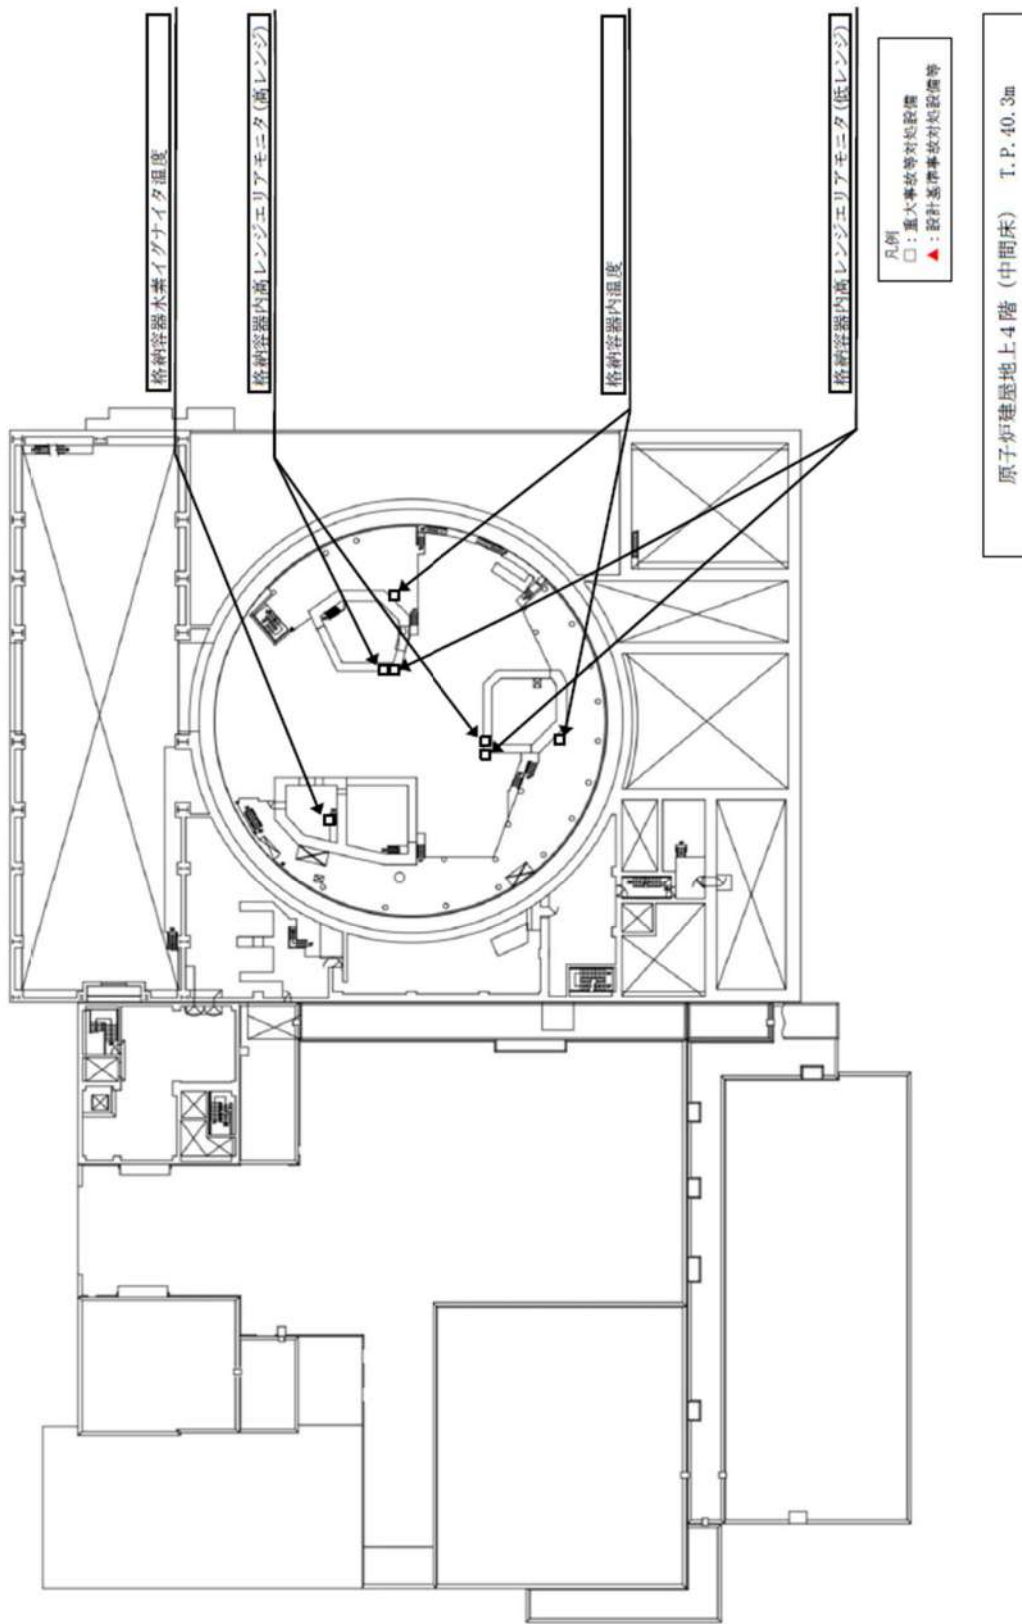 格納容器水素イグナイタ温度
格納容器内高レンジエリアモニタ(高レンジ)
格納容器内温度
格納容器内高レンジエリアモニタ(低レンジ)
凡例
□：重大事故等対処設備
▲：設計基準事故対処設備等
原子炉建屋地上4階（中間床） T.P.40.3m